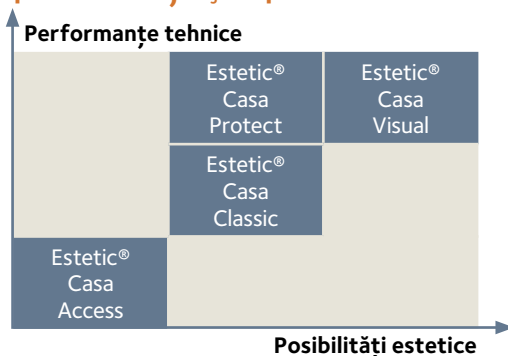 Performanțe tehnice
Estetic®
Casa
Protect
Estetic®
Casa
Visual
Estetic®
Casa
Classic
Estetic®
Casa
Access
Posibilități estetice